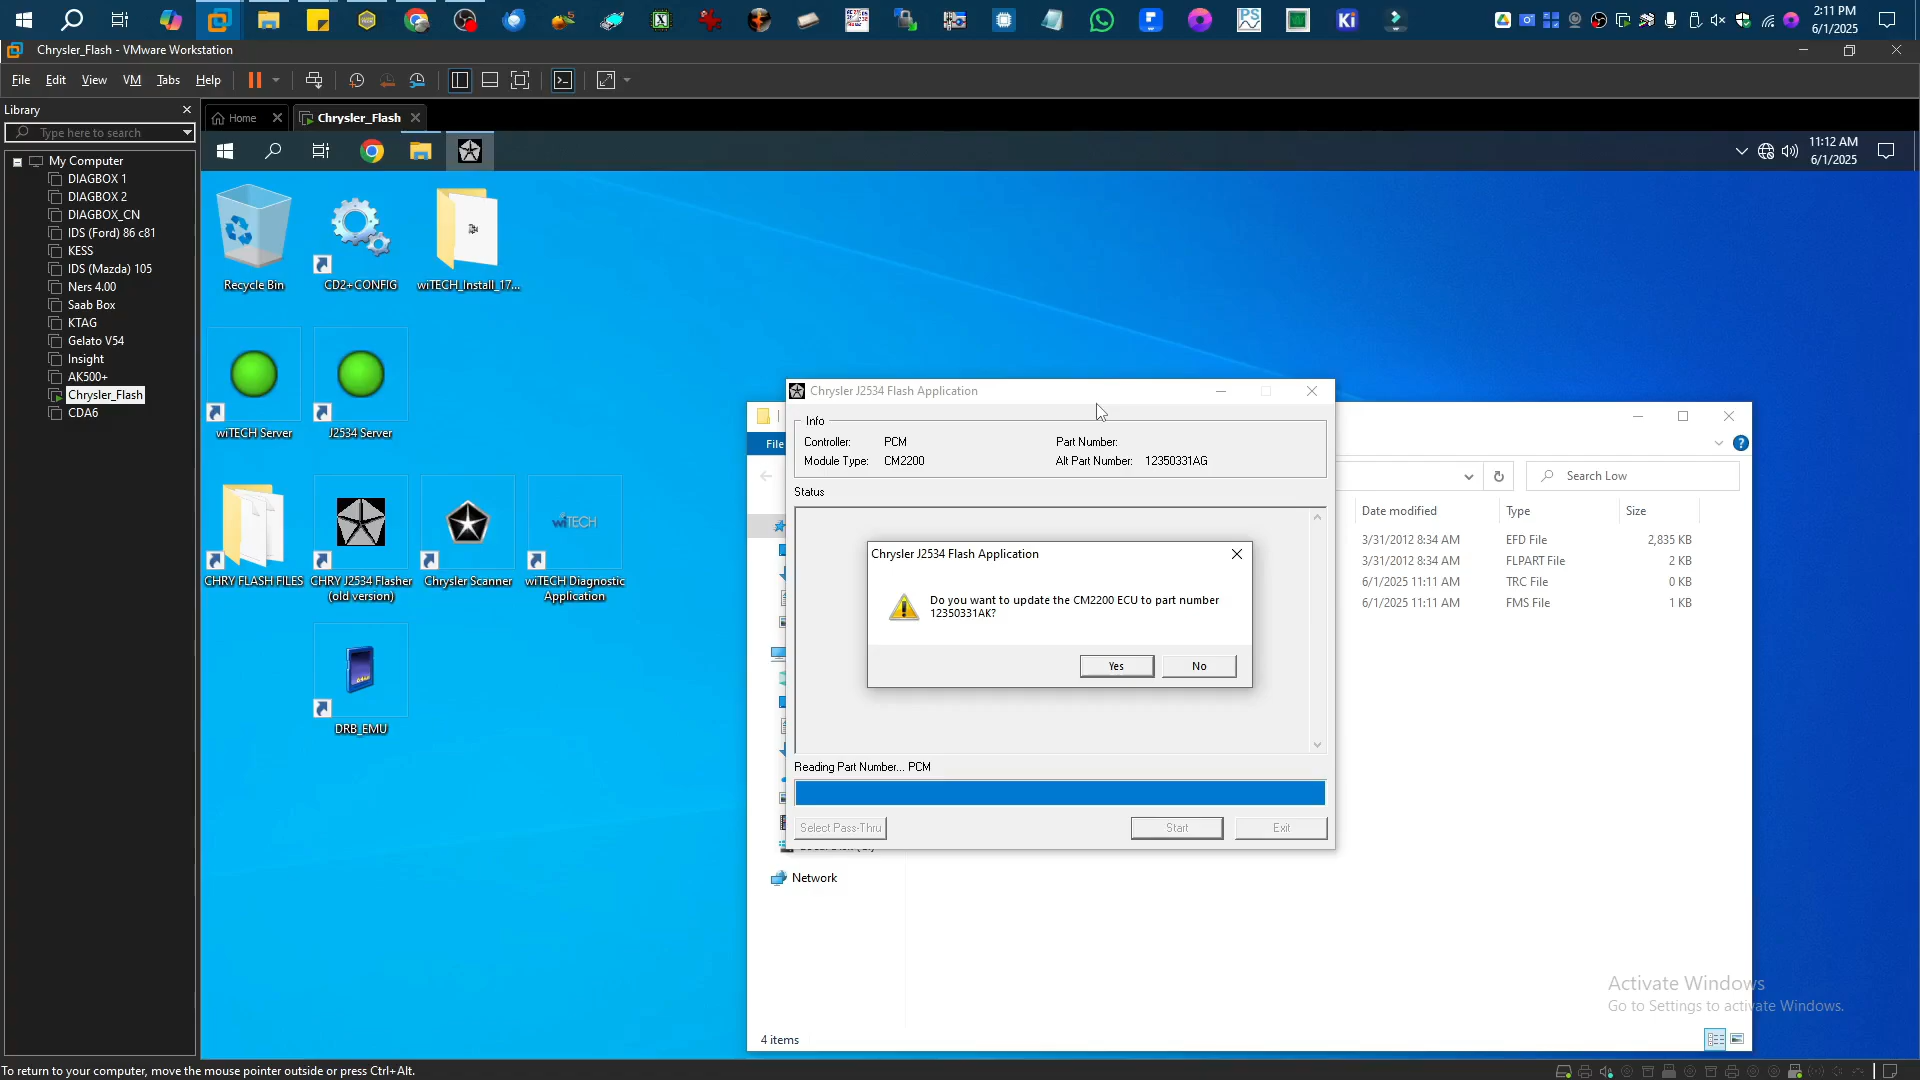 2:11 PM
6/1/2025
Chrysler_Flash - VMware Workstation
File Edit View VM Tabs Help
Library
Type here to search
Home
Chrysler_Flash
My Computer
DIAGBOX 1
DIAGBOX 2
DIAGBOX_CN
IDS (Ford) 86 c81
KESS
IDS (Mazda) 105
Ners 4.00
Saab Box
KTAG
Gelato V54
Insight
AK500+
Chrysler_Flash
CDA6
11:12 AM
6/1/2025
Recycle Bin
CD2+CONFIG
wiTECH_Install_17...
wiTECH Server
J2534 Server
CHRY FLASH FILES
CHRY J2534 Flasher (old version)
Chrysler Scanner
wiTECH
wiTECH Diagnostic Application
DRB_EMU
Chrysler J2534 Flash Application
Info
Controller: PCM Part Number:
Module Type: CM2200 Alt Part Number: 12350331AG
Status
Chrysler J2534 Flash Application
Do you want to update the CM2200 ECU to part number
12350331AK?
Yes No
Reading Part Number... PCM
Select Pass-Thru Start Exit
File
Search Low
Date modified Type Size
3/31/2012 8:34 AM EFD File 2,835 KB
3/31/2012 8:34 AM FLPART File 2 KB
6/1/2025 11:11 AM TRC File 0 KB
6/1/2025 11:11 AM FMS File 1 KB
Network
4 items
Activate Windows
Go to Settings to activate Windows.
To return to your computer, move the mouse pointer outside or press Ctrl+Alt.